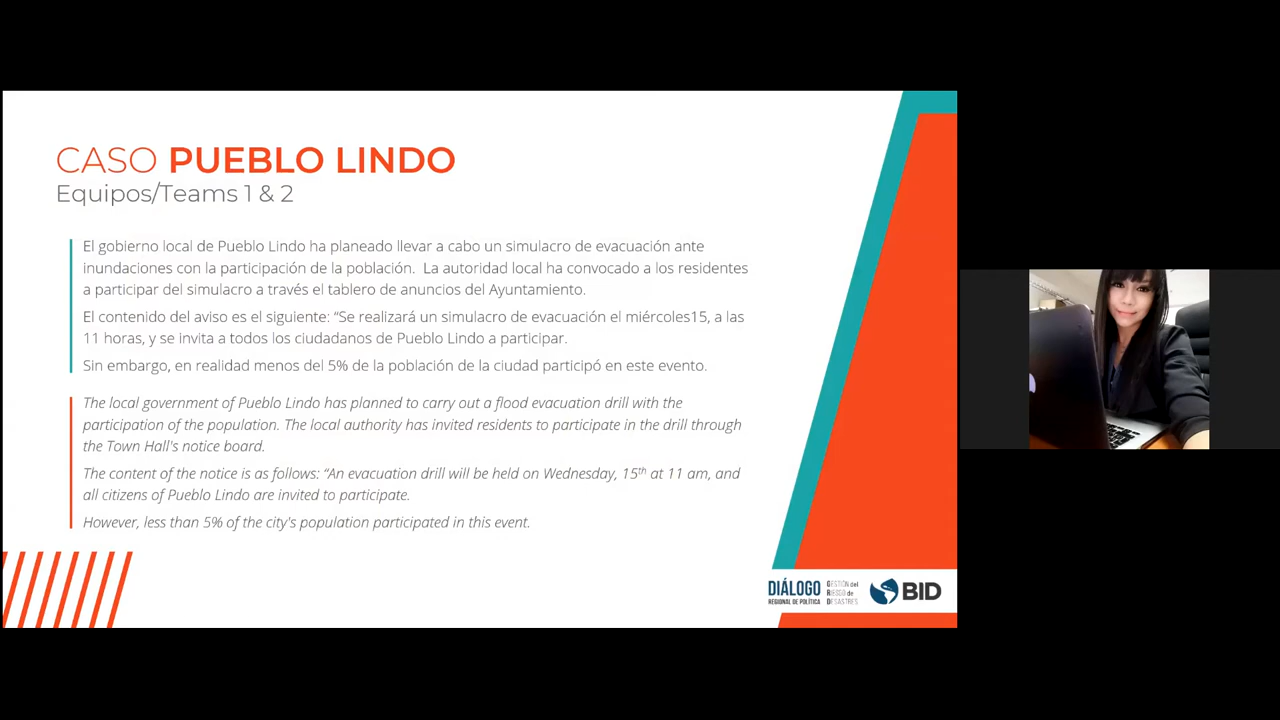 CASO PUEBLO LINDO
Equipos/Teams 1 & 2
El gobierno local de Pueblo Lindo ha planeado llevar a cabo un simulacro de evacuación ante
inundaciones con la participación de la población. La autoridad local ha convocado a los residentes
a participar del simulacro a través el tablero de anuncios del Ayuntamiento.
El contenido del aviso es el siguiente: “Se realizará un simulacro de evacuación el miércoles15, a las
11 horas, y se invita a todos los ciudadanos de Pueblo Lindo a participar.
Sin embargo, en realidad menos del 5% de la población de la ciudad participó en este evento.
The local government of Pueblo Lindo has planned to carry out a flood evacuation drill with the
participation of the population. The local authority has invited residents to participate in the drill through
the Town Hall's notice board.
The content of the notice is as follows: “An evacuation drill will be held on Wednesday, 15th at 11 am, and
all citizens of Pueblo Lindo are invited to participate.
However, less than 5% of the city's population participated in this event.
DIÁLOGO
REGIONAL DE POLÍTICA
GESTIÓN del
RIESGO de
DESASTRES
BID